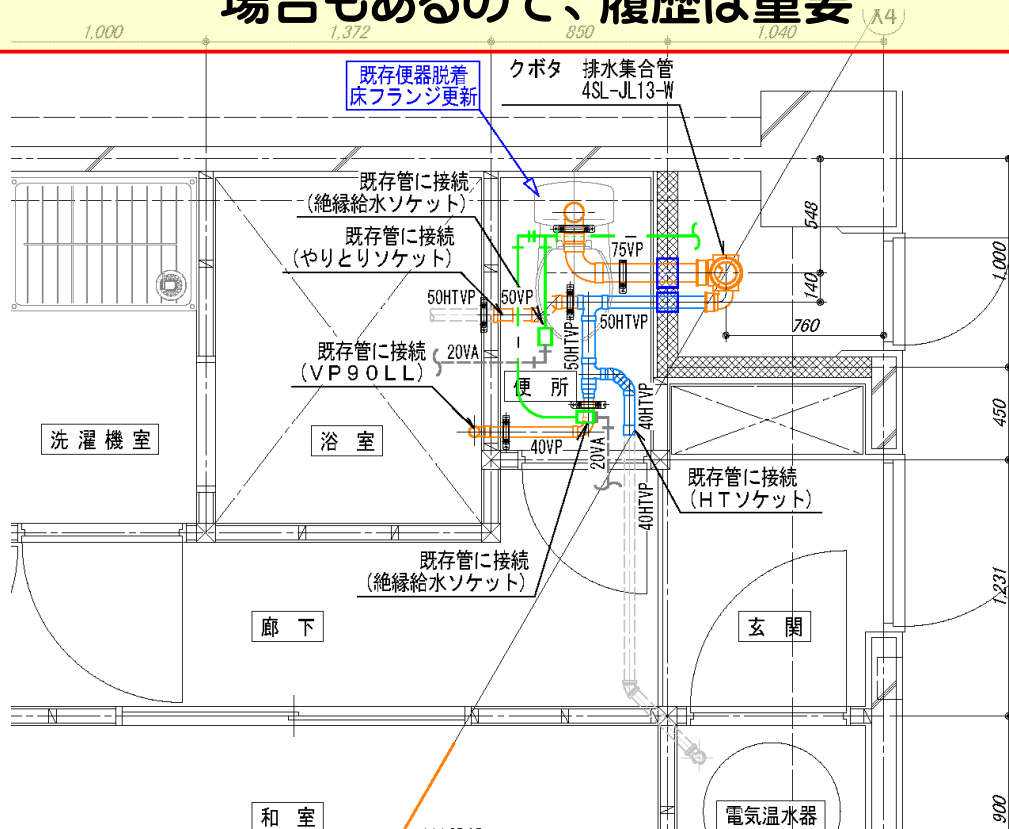 場合もあるので、履歴は重要
X4
1,000
1,372
850
1,040
既存便器脱着
床フランジ更新
クボタ 排水集合管
4SL-JL13-W
既存管に接続
(絶縁給水ソケット)
既存管に接続
(やりとりソケット)
75VP
548
1,000
140
760
50HTVP
50VP
50HTVP
50HTVP
20VA
既存管に接続
(VP90LL)
便所
40HTVP
450
洗濯機室
浴室
40VP
20VA
既存管に接続
(HTソケット)
40HTVP
既存管に接続
(絶縁給水ソケット)
1,231
廊下
玄関
和室
電気温水器
900